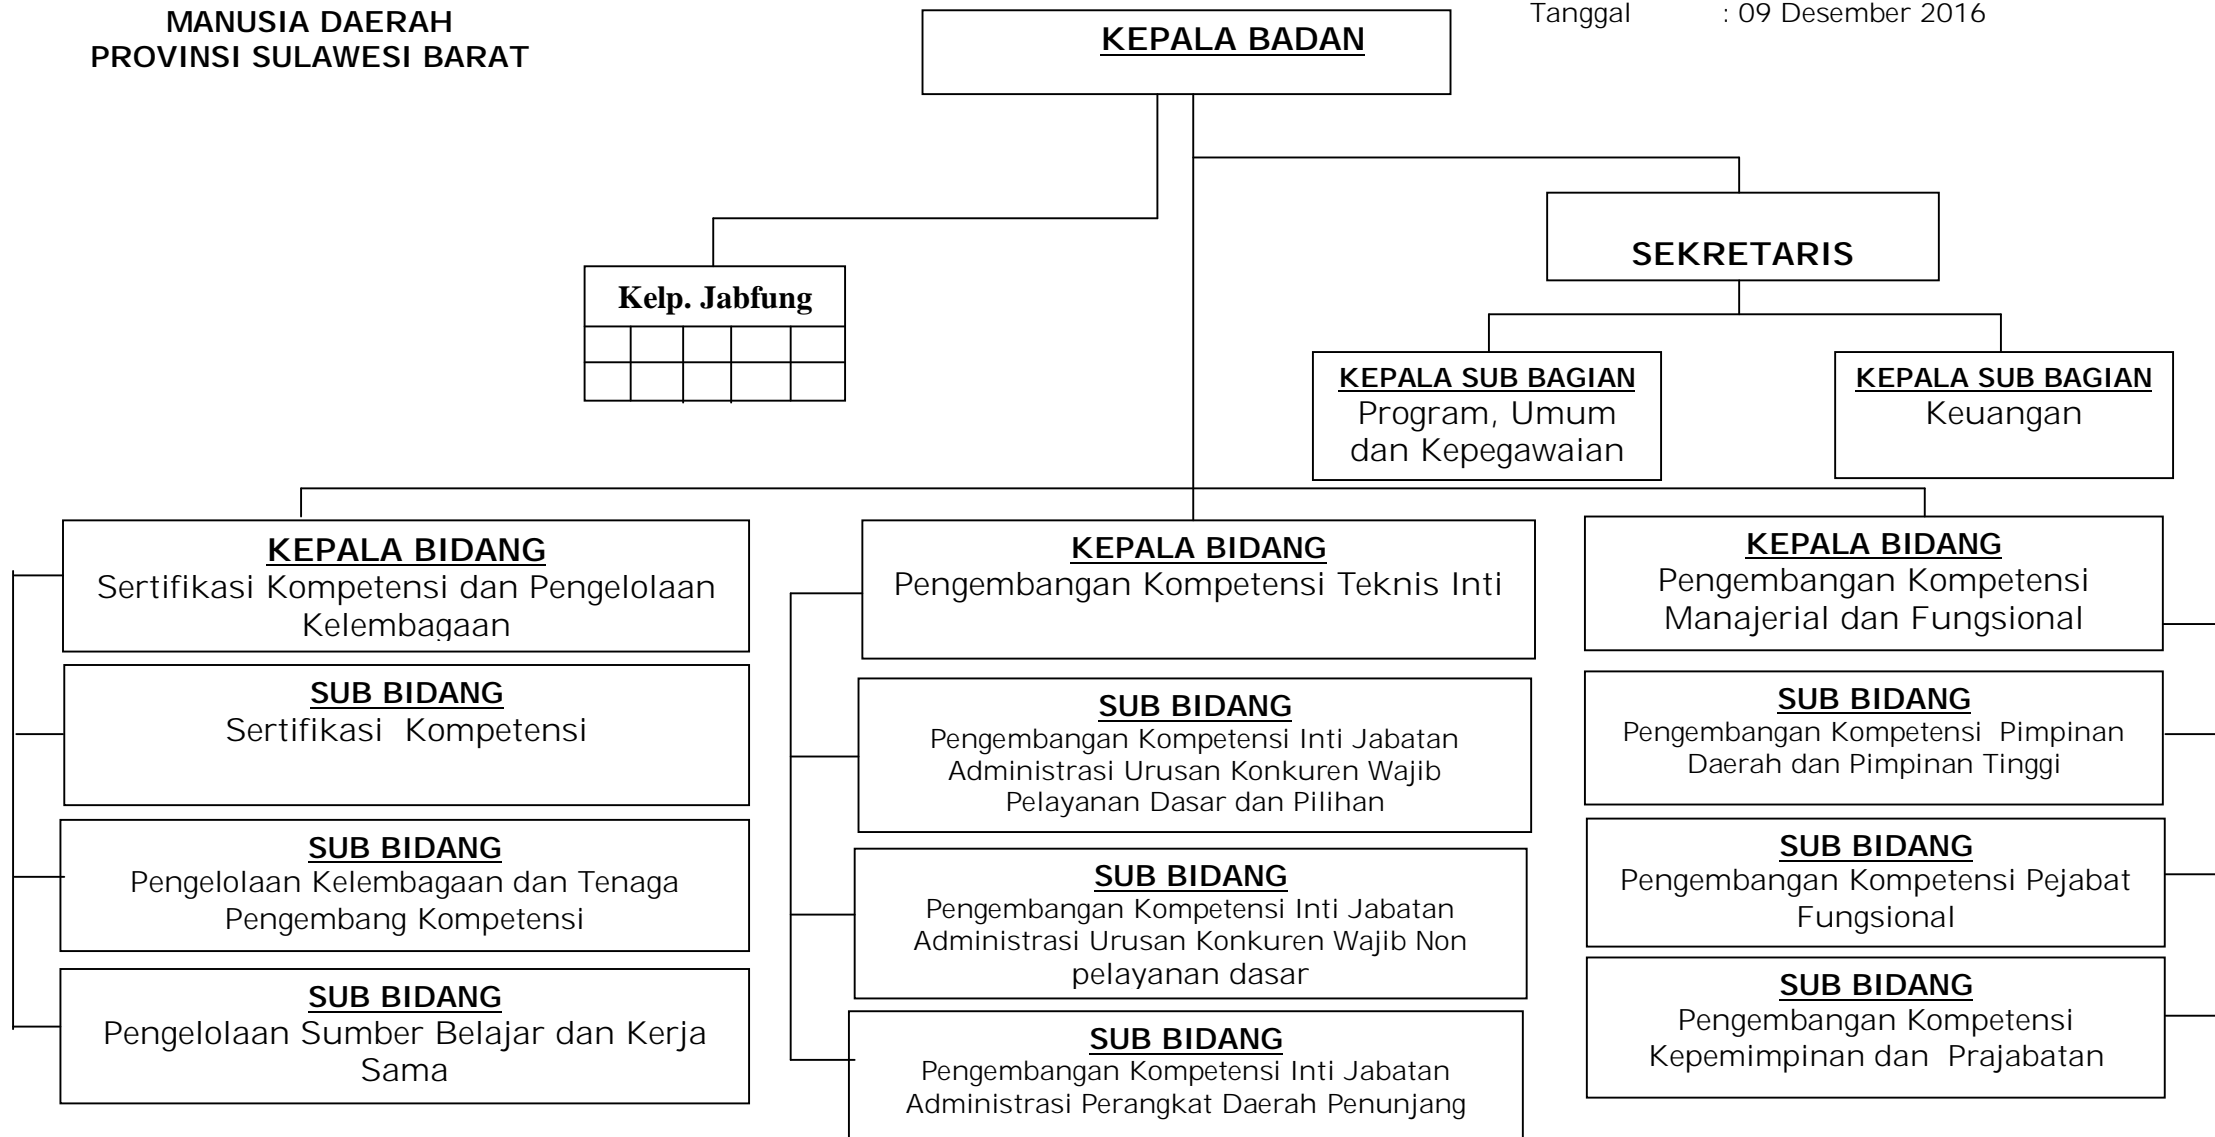 MANUSIA DAERAH
PROVINSI SULAWESI BARAT
Tanggal : 09 Desember 2016
KEPALA BADAN
SEKRETARIS
Kelp. Jabfung
KEPALA SUB BAGIAN
Program, Umum
dan Kepegawaian
KEPALA SUB BAGIAN
Keuangan
KEPALA BIDANG
Sertifikasi Kompetensi dan Pengelolaan
Kelembagaan
SUB BIDANG
Sertifikasi Kompetensi
SUB BIDANG
Pengelolaan Kelembagaan dan Tenaga
Pengembang Kompetensi
SUB BIDANG
Pengelolaan Sumber Belajar dan Kerja
Sama
KEPALA BIDANG
Pengembangan Kompetensi Teknis Inti
SUB BIDANG
Pengembangan Kompetensi Inti Jabatan
Administrasi Urusan Konkuren Wajib
Pelayanan Dasar dan Pilihan
SUB BIDANG
Pengembangan Kompetensi Inti Jabatan
Administrasi Urusan Konkuren Wajib Non
pelayanan dasar
SUB BIDANG
Pengembangan Kompetensi Inti Jabatan
Administrasi Perangkat Daerah Penunjang
KEPALA BIDANG
Pengembangan Kompetensi
Manajerial dan Fungsional
SUB BIDANG
Pengembangan Kompetensi Pimpinan
Daerah dan Pimpinan Tinggi
SUB BIDANG
Pengembangan Kompetensi Pejabat
Fungsional
SUB BIDANG
Pengembangan Kompetensi
Kepemimpinan dan Prajabatan